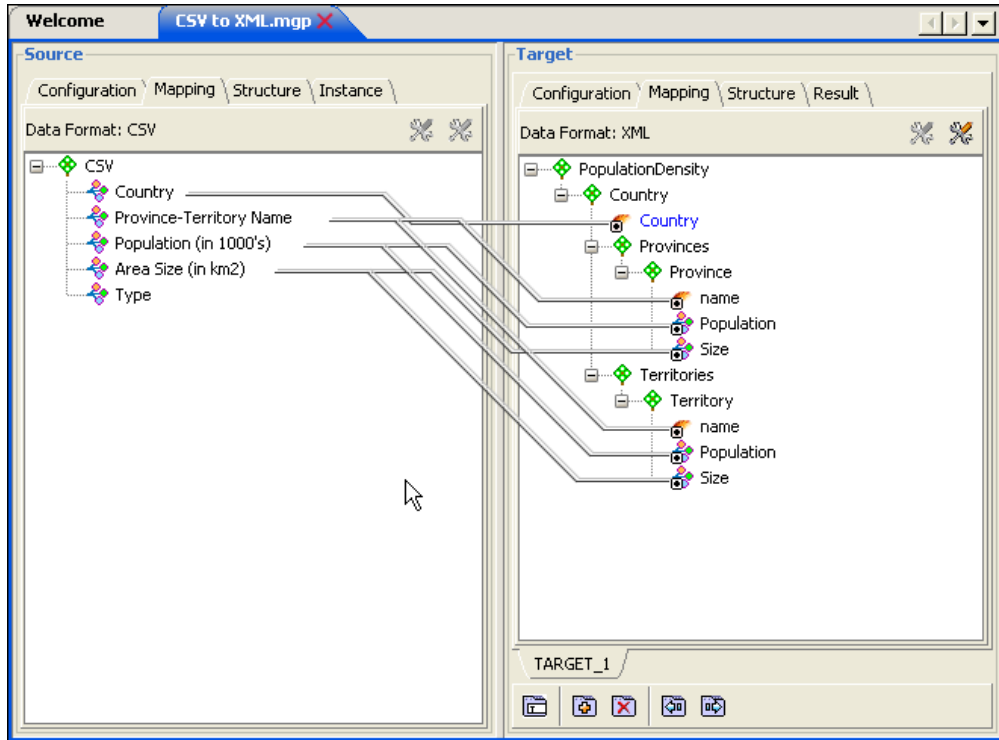 Welcome
CSV to XML.mgp
Source
Configuration Mapping Structure Instance
Data Format: CSV
CSV
Country
Province-Territory Name
Population (in 1000's)
Area Size (in km2)
Type
Target
Configuration Mapping Structure Result
Data Format: XML
PopulationDensity
Country
Country
Provinces
Province
name
Population
Size
Territories
Territory
name
Population
Size
TARGET_1